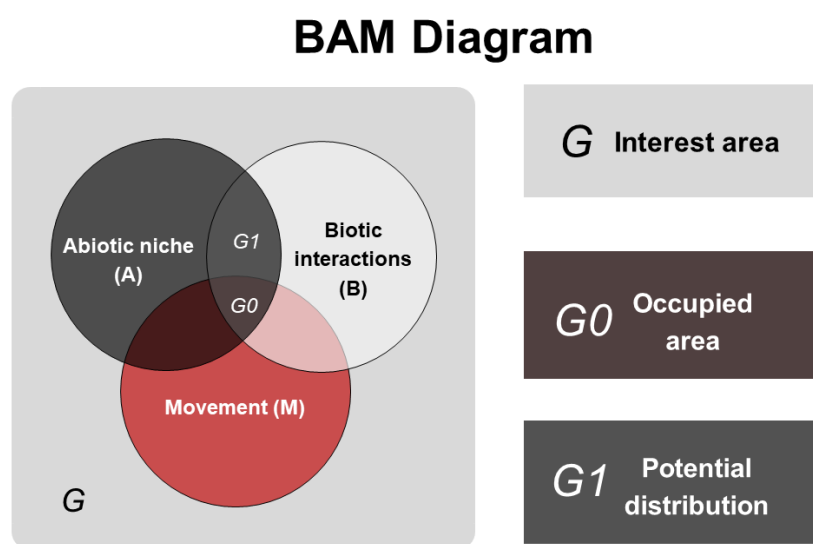 BAM Diagram
Abiotic niche
(A)
G1
Biotic
interactions
(B)
G0
Movement (M)
G
G Interest area
G0 Occupied
area
G1 Potential
distribution